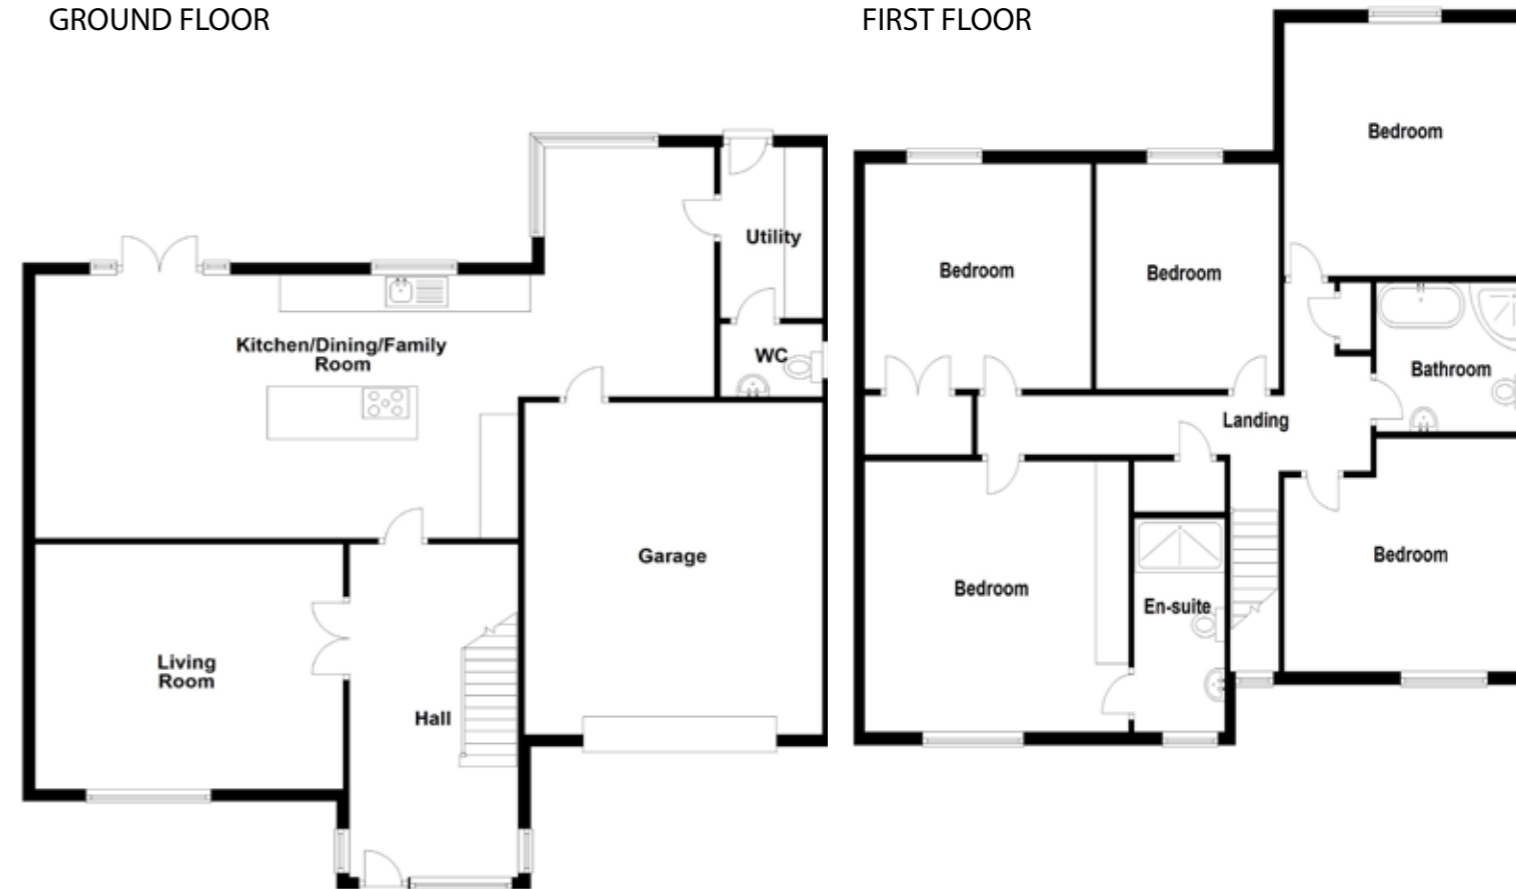 GROUND FLOOR
Utility
Kitchen/Dining/Family
Room
WC
Garage
Living
Room
Hall
FIRST FLOOR
Bedroom
Bedroom
Bedroom
Bathroom
Landing
Bedroom
Bedroom
En-suite